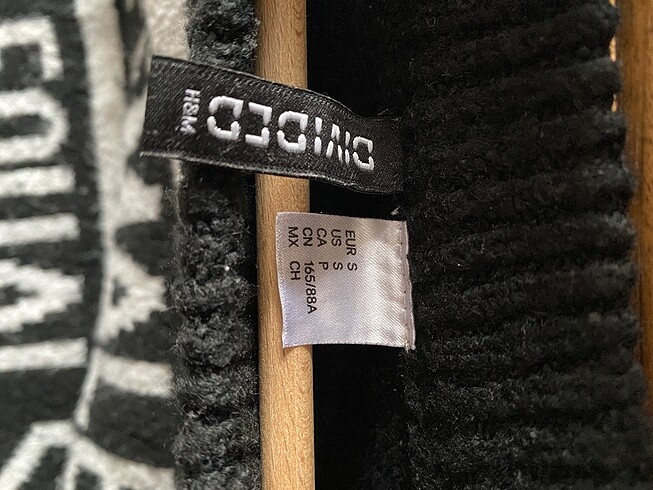 DIVIDED
H&M
EUR S
US S
CA P
CN 165/88A
MX CH